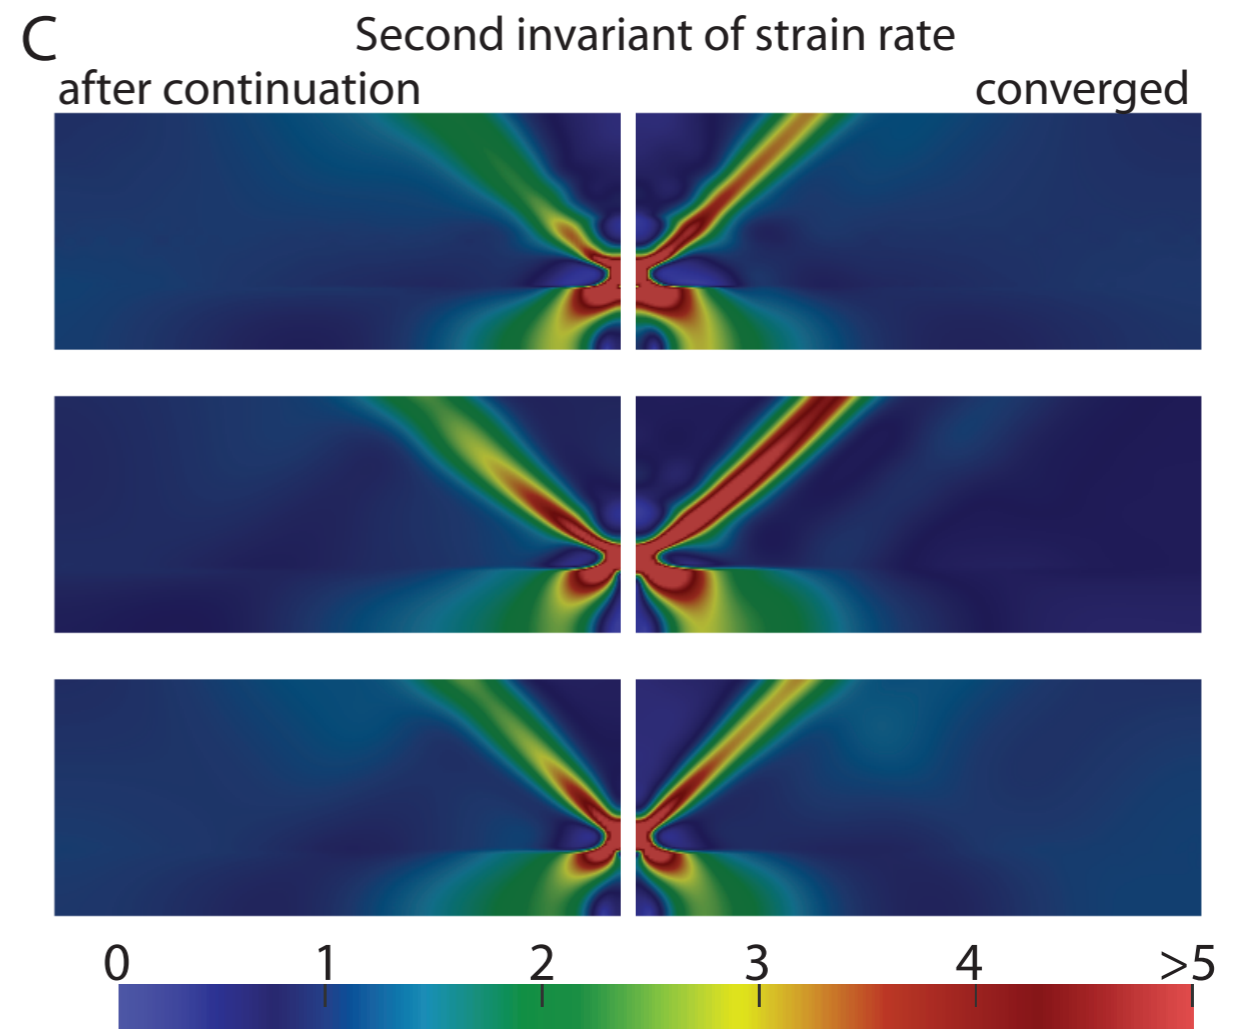 C
Second invariant of strain rate
after continuation converged
0 1 2 3 4 >5